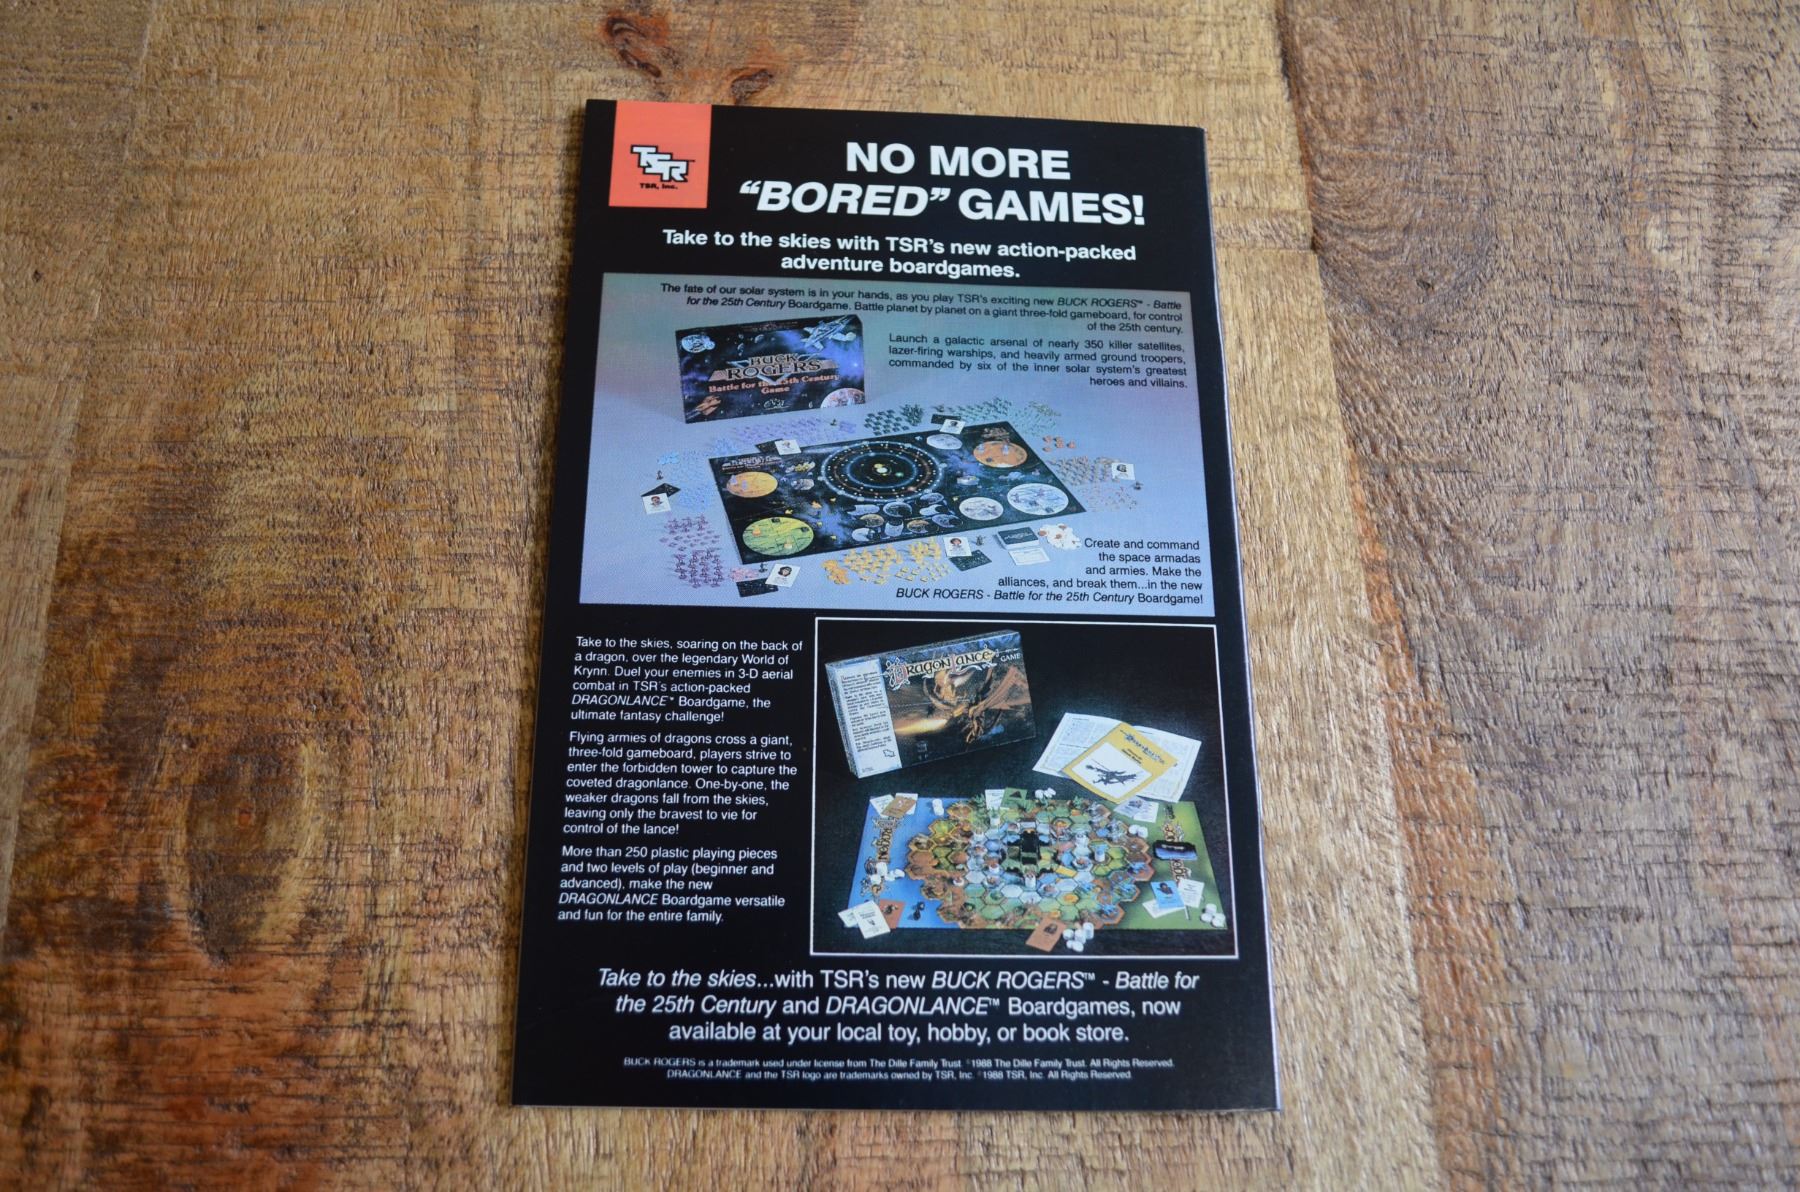 TSR
TSR, Inc.
NO MORE
“BORED” GAMES!
Take to the skies with TSR's new action-packed
adventure boardgames.
The fate of our solar system is in your hands, as you play TSR's exciting new BUCK ROGERS™ - Battle
for the 25th Century Boardgame. Battle planet by planet on a giant three-fold gameboard, for control
of the 25th century.
Launch a galactic arsenal of nearly 350 killer satellites,
lazer-firing warships, and heavily armed ground troopers,
commanded by six of the inner solar system's greatest
heroes and villains.
BUCK
ROGERS
Battle for the 25th Century
Game
Create and command
the space armadas
and armies. Make the
alliances, and break them...in the new
BUCK ROGERS - Battle for the 25th Century Boardgame!
Take to the skies, soaring on the back of
a dragon, over the legendary World of
Krynn. Duel your enemies in 3-D aerial
combat in TSR's action-packed
DRAGONLANCE™ Boardgame, the
ultimate fantasy challenge!
Flying armies of dragons cross a giant,
three-fold gameboard, players strive to
enter the forbidden tower to capture the
coveted dragonlance. One-by-one, the
weaker dragons fall from the skies,
leaving only the bravest to vie for
control of the lance!
More than 250 plastic playing pieces
and two levels of play (beginner and
advanced), make the new
DRAGONLANCE Boardgame versatile
and fun for the entire family.
DRAGONLANCE GAME
Take to the skies...with TSR's new BUCK ROGERS™ - Battle for
the 25th Century and DRAGONLANCE™ Boardgames, now
available at your local toy, hobby, or book store.
BUCK ROGERS is a trademark used under license from The Dille Family Trust. ©1988 The Dille Family Trust. All Rights Reserved.
DRAGONLANCE and the TSR logo are trademarks owned by TSR, Inc. ©1988 TSR, Inc. All Rights Reserved.